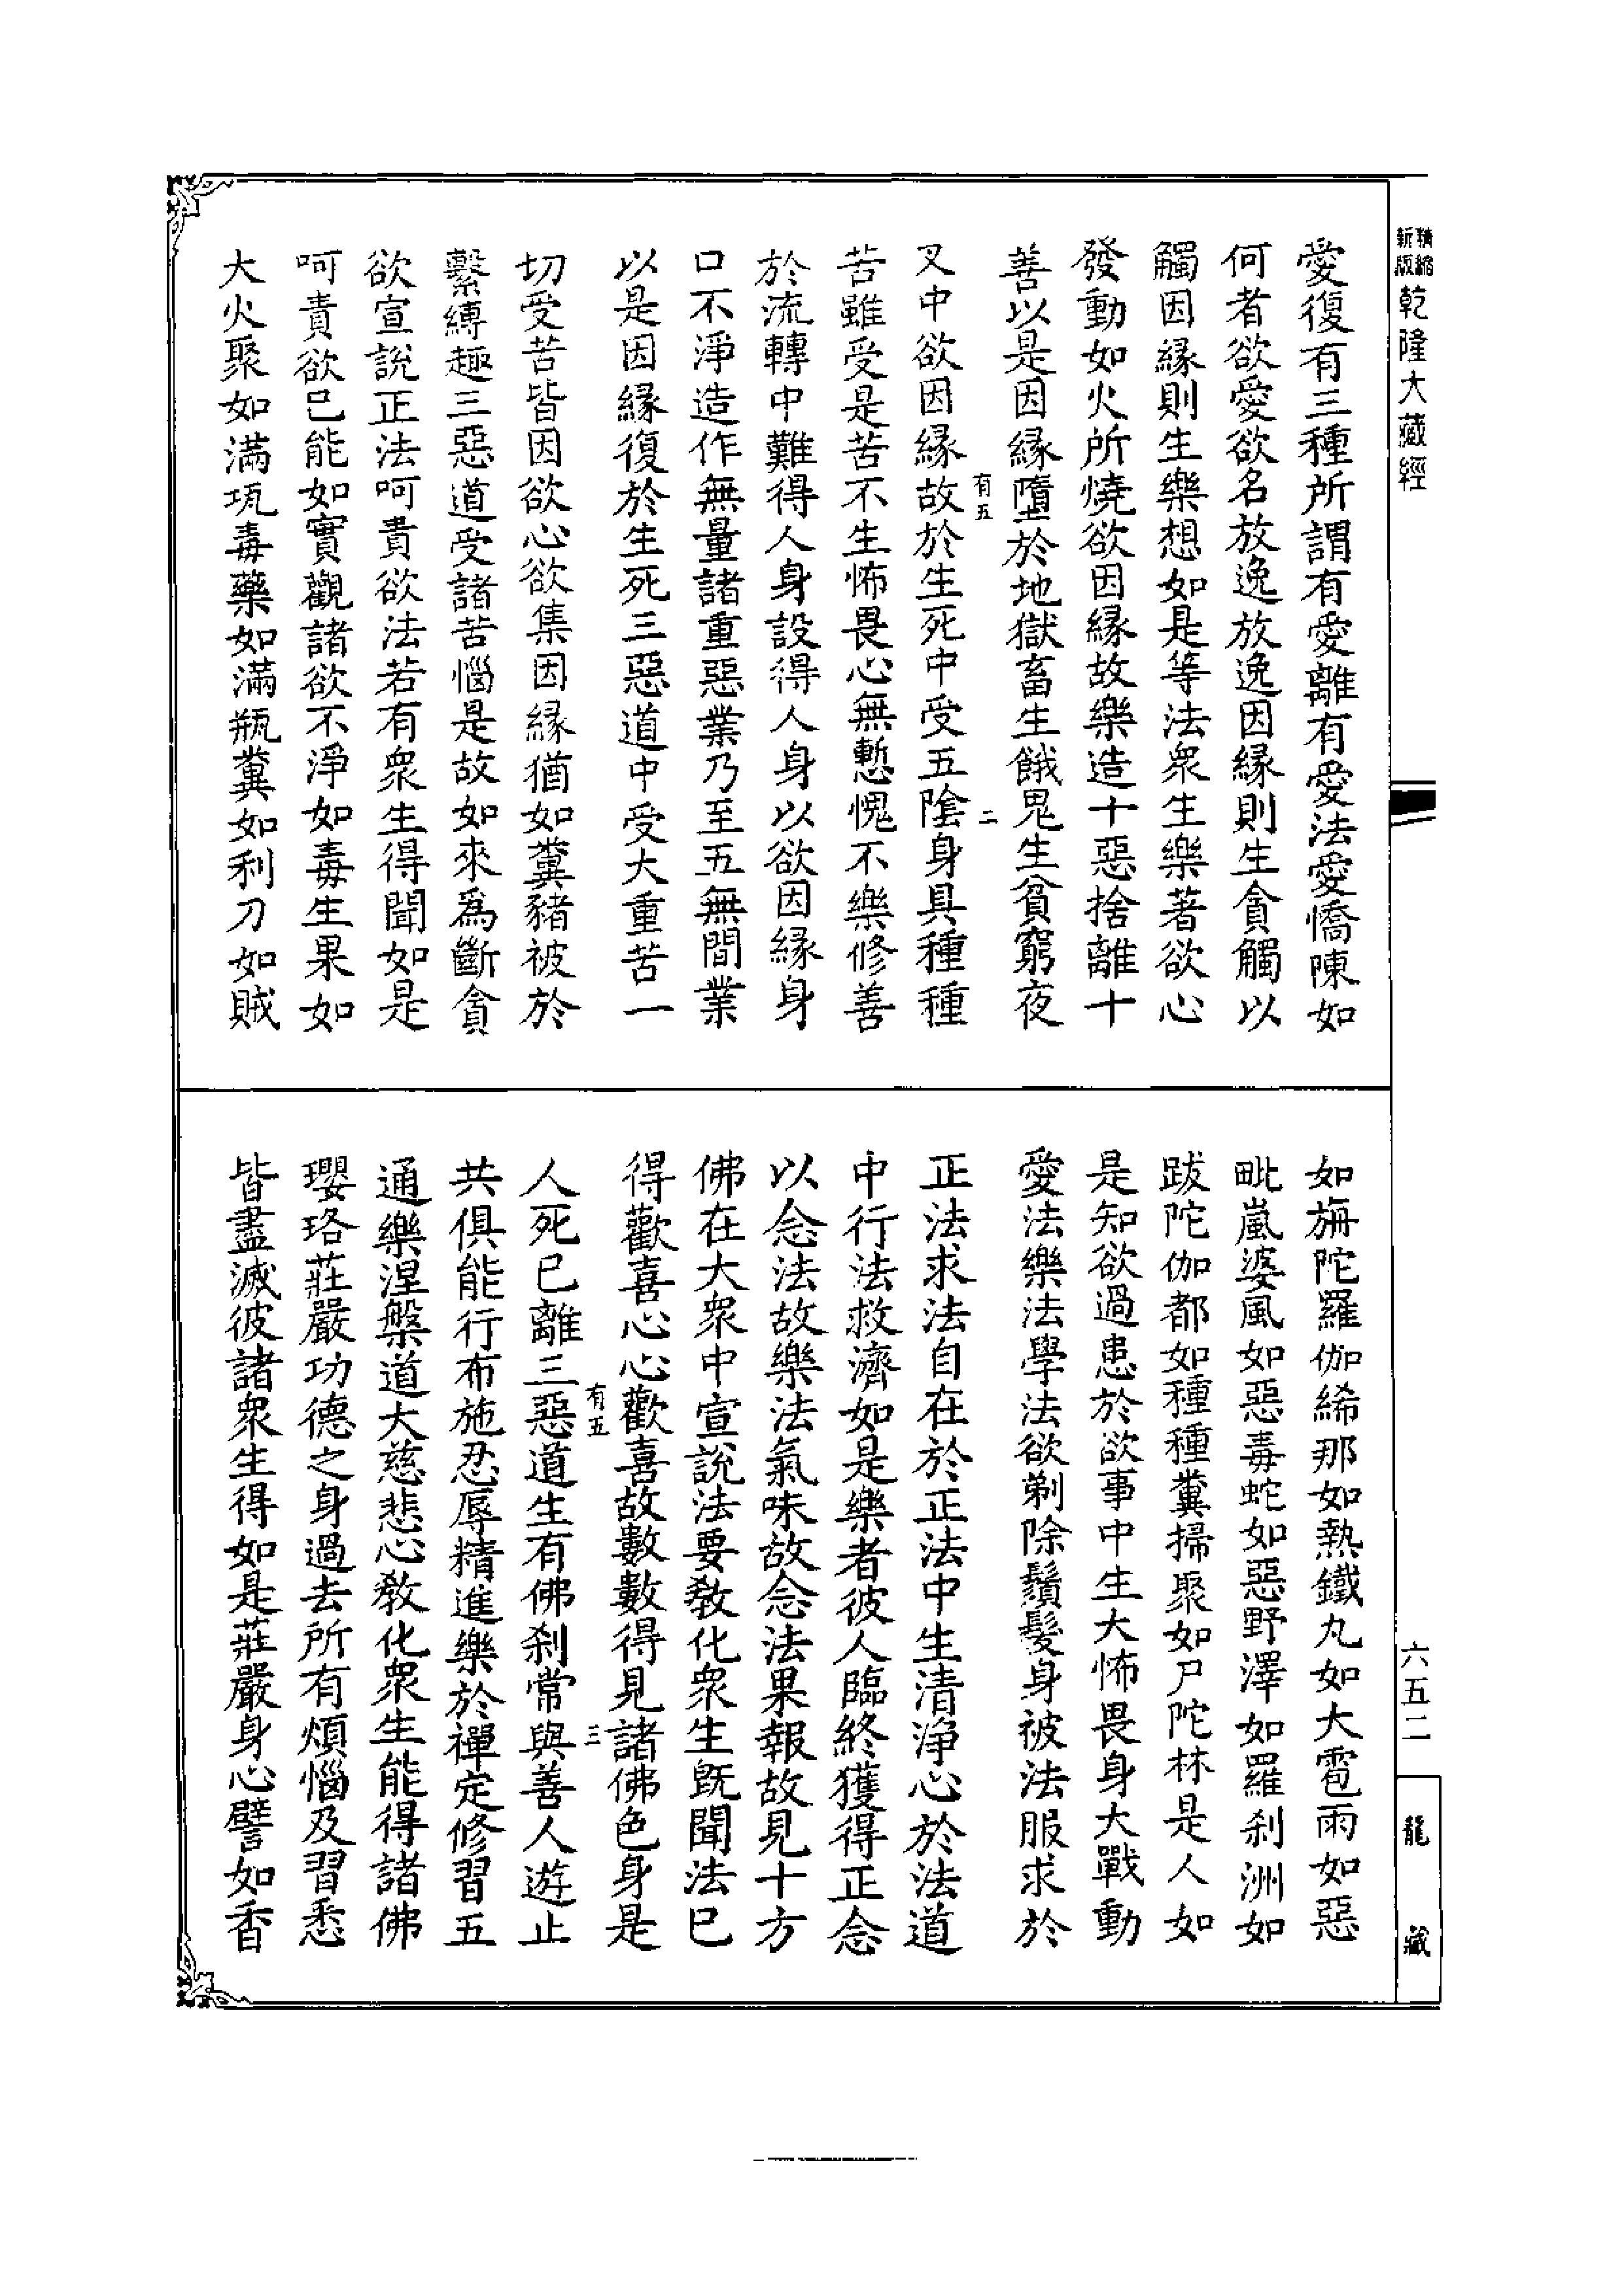 新版精縮乾隆大藏經
愛復有三種所謂有愛離有愛法愛憍陳如
何者欲愛愛欲名放逸放逸因緣則生貪觸以
觸因緣則生樂想如是等法衆生樂著欲心
發動如火所燒欲因緣故樂造十惡捨離十
善以是因緣墮於地獄畜生餓鬼生貧窮夜
有五
二
叉中欲因緣故於生死中受五陰身具種種
苦雖受是苦不生怖畏心無慙愧不樂修善
於流轉中難得人身設得人身以欲因緣身
口不淨造作無量諸重惡業乃至五無間業
以是因緣復於生死三惡道中受大重苦一
切受苦皆因欲心欲集因緣猶如糞豬被於
繫縛趣三惡道受諸苦惱是故如來爲斷貪
欲宣說正法呵責欲法若有衆生得聞如是
呵責欲已能如實觀諸欲不淨如毒生果如
大火聚如滿瓨毒藥如滿瓶糞如利刀如賊
如旃陀羅伽絺那如熱鐵丸如大雹雨如惡
毗嵐婆風如惡毒蛇如惡野澤如羅刹洲如
跋陀伽都如種種糞掃聚如尸陀林是人如
是知欲過患於欲事中生大怖畏身大戰動
愛法樂法學法欲剃除鬚髮身被法服求於
正法求法自在於正法中生清淨心於法道
中行法救濟如是樂者彼人臨終獲得正念
以念法故樂法氣味故念法果報故見十方
佛在大衆中宣說法要教化衆生既聞法已
得歡喜心心歡喜故數數得見諸佛色身是
有五
三
人死已離三惡道生有佛刹常與善人遊止
共俱能行布施忍辱精進樂於禪定修習五
通樂涅槃道大慈悲心教化衆生能得諸佛
瓔珞莊嚴功德之身過去所有煩惱及習悉
皆盡滅彼諸衆生得如是莊嚴身心譬如香
六五二
龍藏